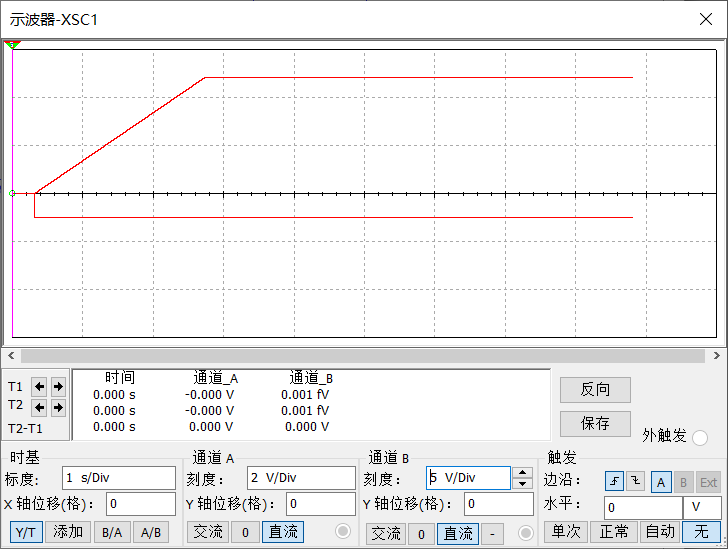 示波器-XSC1
时间 通道_A 通道_B
T1 0.000 s -0.000 V 0.001 fV
T2 0.000 s -0.000 V 0.001 fV
T2-T1 0.000 s 0.000 V 0.000 V
反向
保存
外触发
时基 通道 A 通道 B 触发
标度: 1 s/Div 刻度： 2 V/Div 刻度： 5 V/Div 边沿： A B Ext
X 轴位移(格)： 0 Y 轴位移(格)： 0 Y 轴位移(格)： 0 水平： 0 V
Y/T 添加 B/A A/B 交流 0 直流 交流 0 直流 - 单次 正常 自动 无